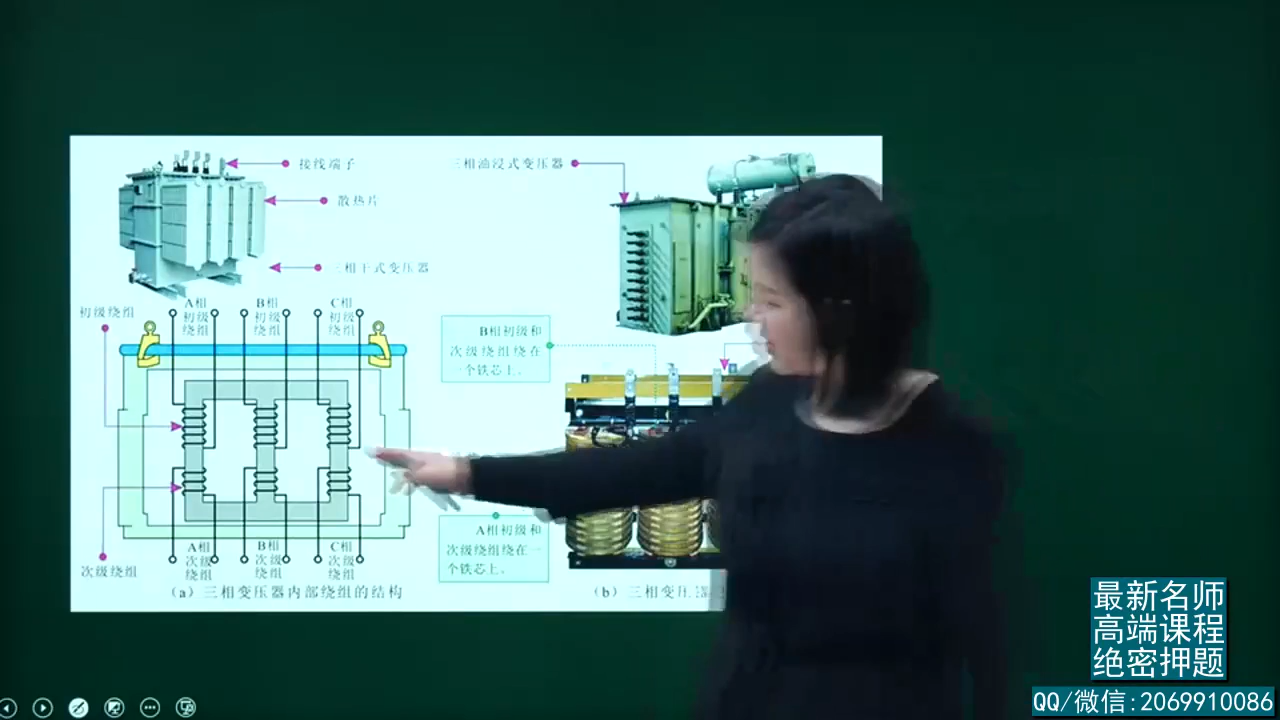 接线端子
三相油浸式变压器
散热片
三相干式变压器
初级绕组
A相
初级
绕组
B相
初级
绕组
C相
初级
绕组
B相初级和
次级绕组绕在
一个铁芯上。
A相初级和
次级绕组绕在一
个铁芯上。
A相
次级
绕组
B相
次级
绕组
C相
次级
绕组
次级绕组
(a) 三相变压器内部绕组的结构
(b) 三相变压器
最新名师
高端课程
绝密押题
QQ/微信:2069910086